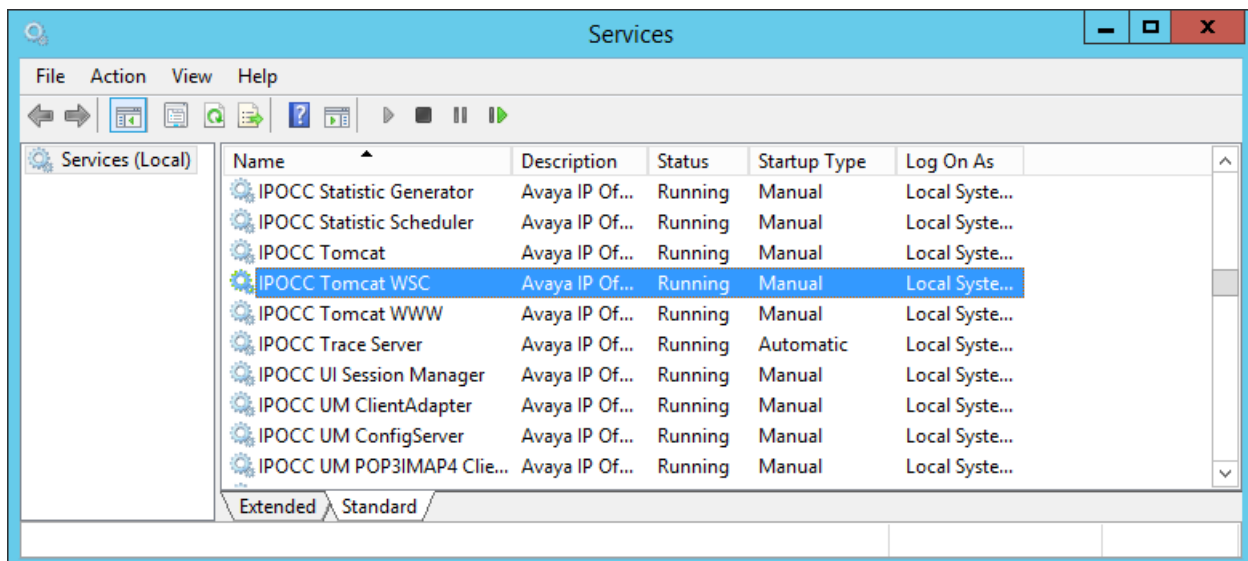 Services
File Action View Help
Services (Local)
Name Description Status Startup Type Log On As
IPOCC Statistic Generator Avaya IP Of... Running Manual Local Syste...
IPOCC Statistic Scheduler Avaya IP Of... Running Manual Local Syste...
IPOCC Tomcat Avaya IP Of... Running Manual Local Syste...
IPOCC Tomcat WSC Avaya IP Of... Running Manual Local Syste...
IPOCC Tomcat WWW Avaya IP Of... Running Manual Local Syste...
IPOCC Trace Server Avaya IP Of... Running Automatic Local Syste...
IPOCC UI Session Manager Avaya IP Of... Running Manual Local Syste...
IPOCC UM ClientAdapter Avaya IP Of... Running Manual Local Syste...
IPOCC UM ConfigServer Avaya IP Of... Running Manual Local Syste...
IPOCC UM POP3IMAP4 Clie... Avaya IP Of... Running Manual Local Syste...
Extended Standard